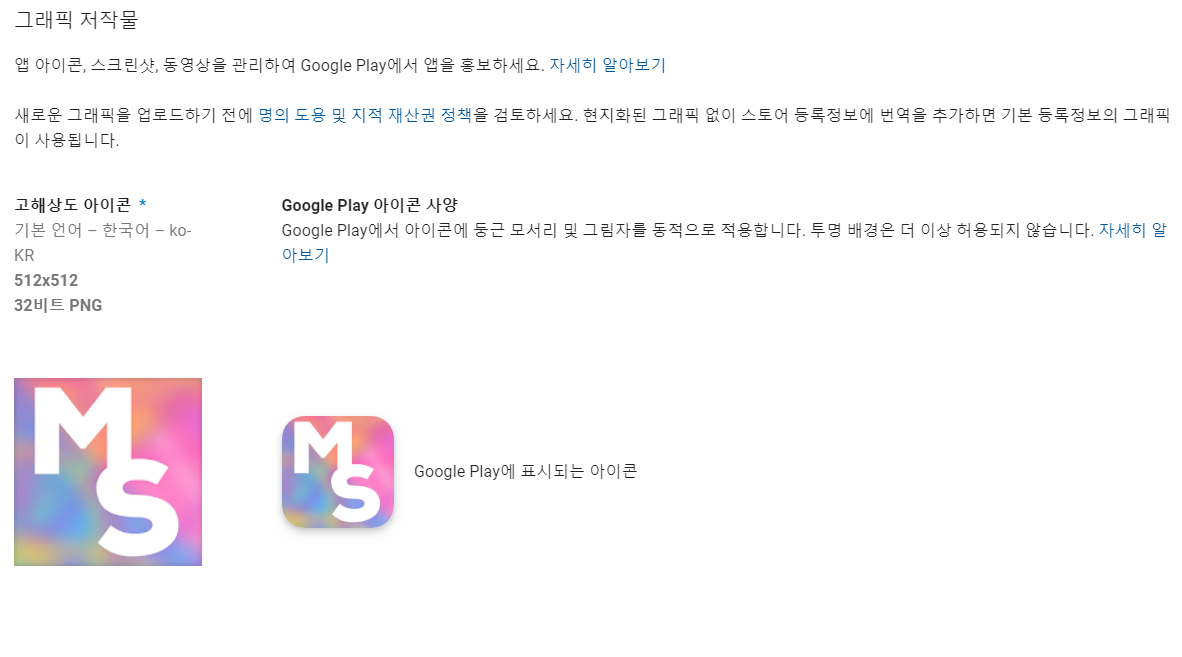 그래픽 저작물
앱 아이콘, 스크린샷, 동영상을 관리하여 Google Play에서 앱을 홍보하세요. 자세히 알아보기
새로운 그래픽을 업로드하기 전에 명의 도용 및 지적 재산권 정책을 검토하세요. 현지화된 그래픽 없이 스토어 등록정보에 번역을 추가하면 기본 등록정보의 그래픽
이 사용됩니다.
고해상도 아이콘 *
기본 언어 – 한국어 – ko-
KR
512x512
32비트 PNG
Google Play 아이콘 사양
Google Play에서 아이콘에 둥근 모서리 및 그림자를 동적으로 적용합니다. 투명 배경은 더 이상 허용되지 않습니다. 자세히 알
아보기
M
S
M
S
Google Play에 표시되는 아이콘